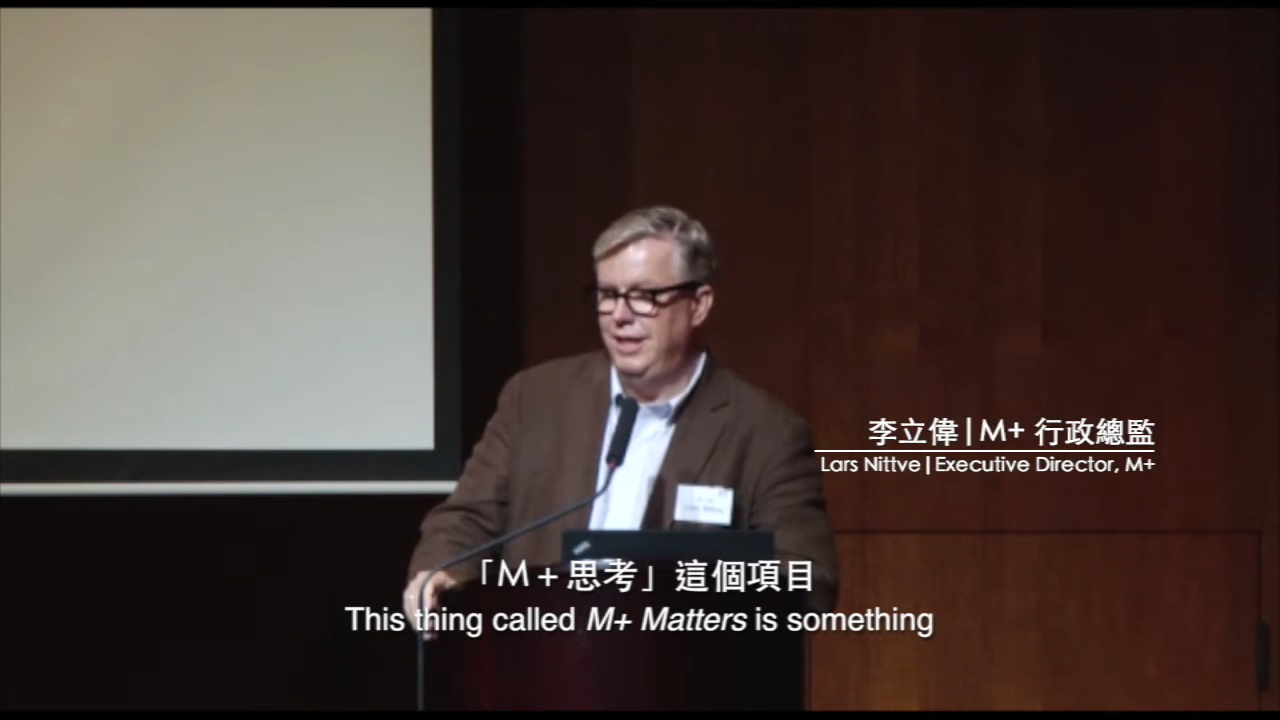 李立偉|M+ 行政總監
Lars Nittve|Executive Director, M+
「M+思考」這個項目
This thing called M+ Matters is something